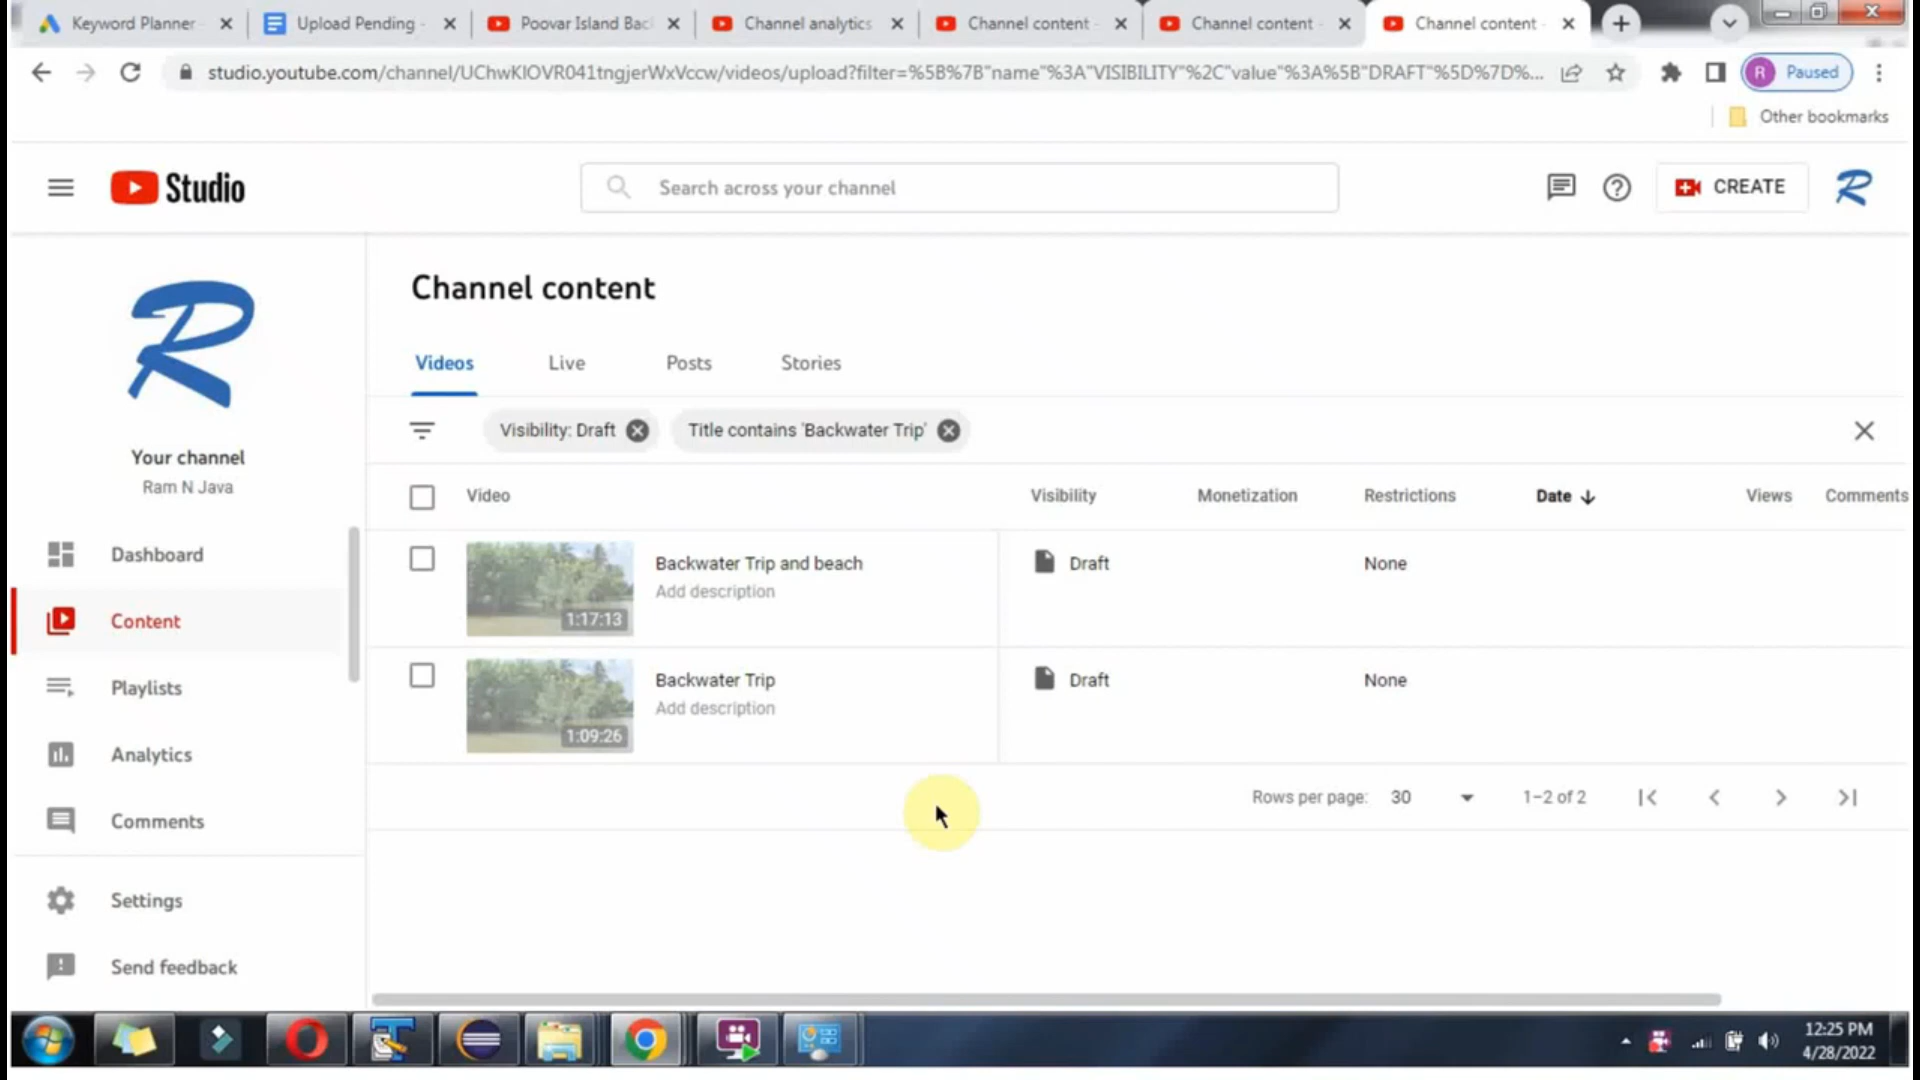 Keyword Planner
Upload Pending -
Poovar Island Bac
Channel analytics
Channel content -
Channel content -
Channel content -
studio.youtube.com/channel/UChwKlOVR041tngjerWxVccw/videos/upload?filter=%5B%7B"name"%3A"VISIBILITY"%2C"value"%3A%5B"DRAFT"%5D%7D%...
R Paused
Other bookmarks
Studio
Search across your channel
CREATE
R
R
Your channel
Ram N Java
Dashboard
Content
Playlists
Analytics
Comments
Settings
Send feedback
Channel content
Videos Live Posts Stories
Visibility: Draft
Title contains 'Backwater Trip'
Video Visibility Monetization Restrictions Date Views Comments
1:17:13
Backwater Trip and beach
Add description
Draft
None
1:09:26
Backwater Trip
Add description
Draft
None
Rows per page: 30
1–2 of 2
12:25 PM
4/28/2022